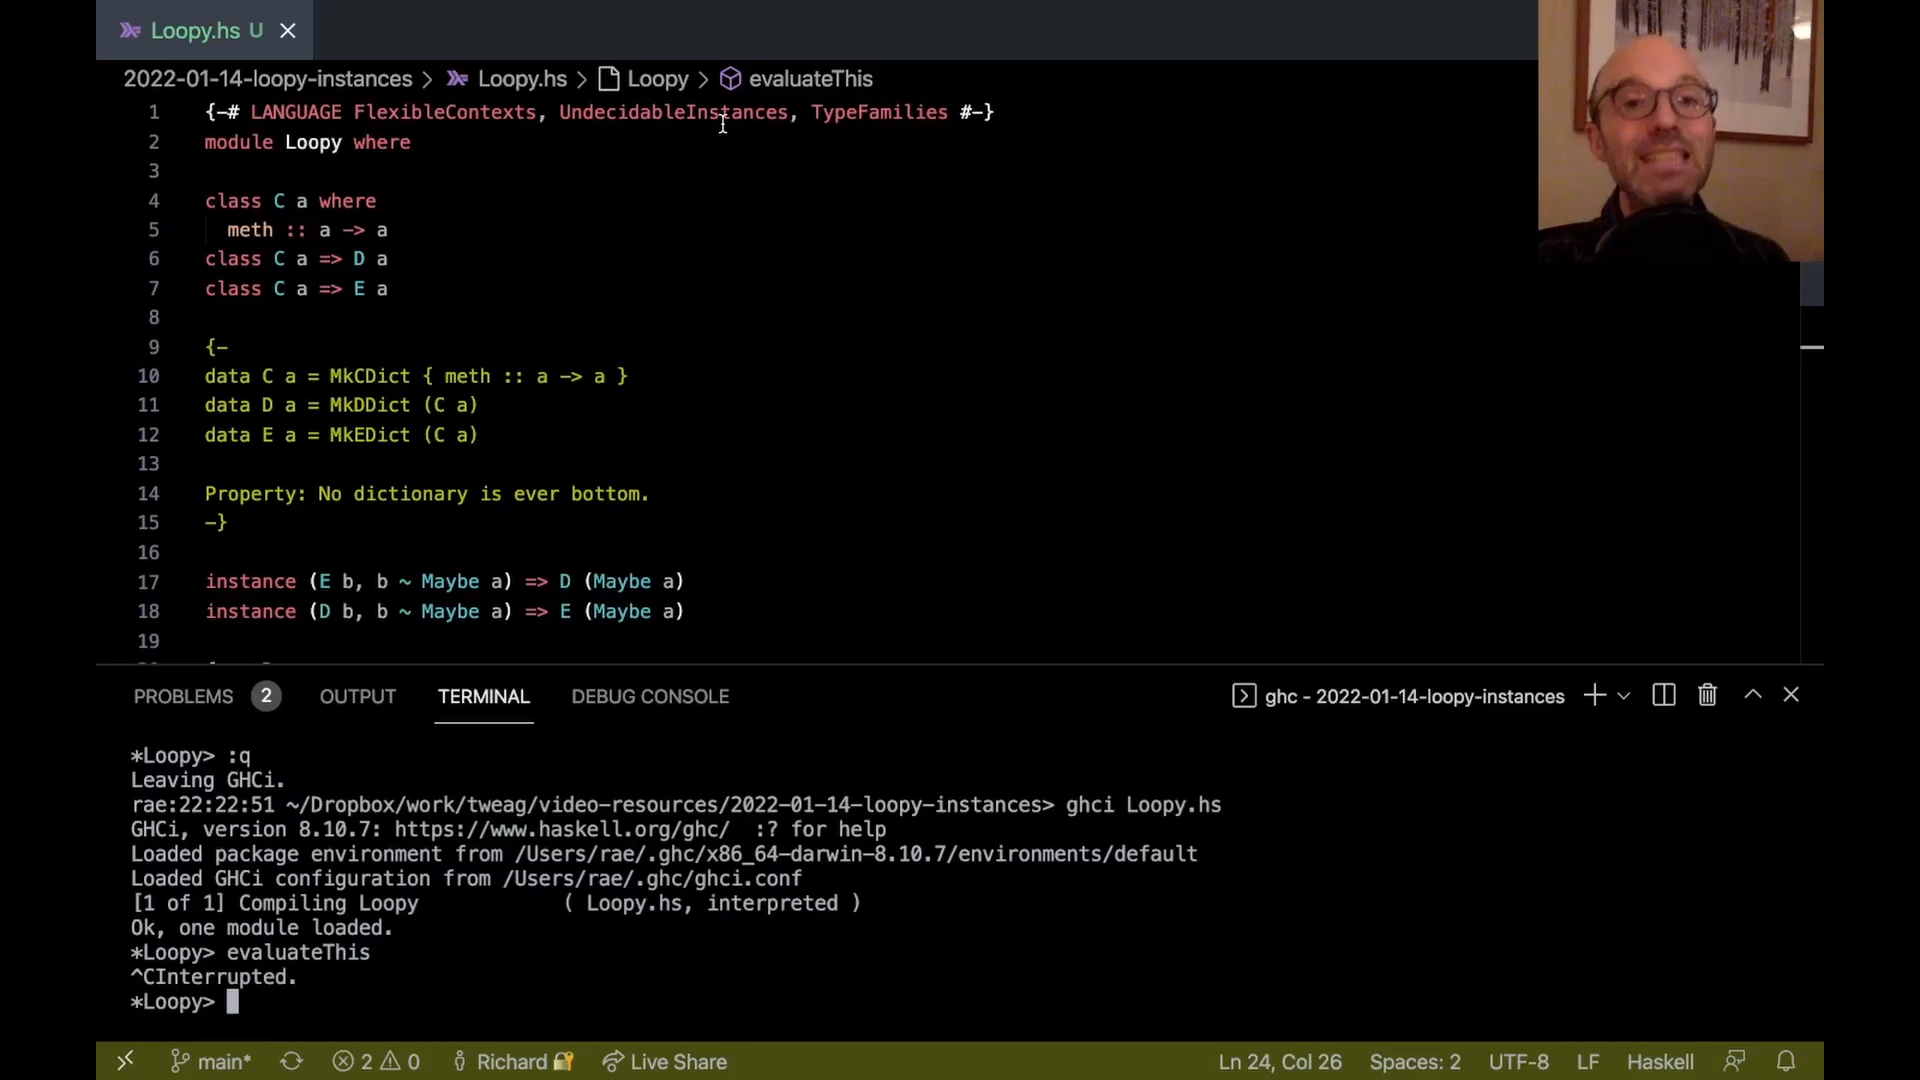 Loopy.hs U
2022-01-14-loopy-instances > Loopy.hs > Loopy > evaluateThis
1 {-# LANGUAGE FlexibleContexts, UndecidableInstances, TypeFamilies #-}
2 module Loopy where
3
4 class C a where
5 meth :: a -> a
6 class C a => D a
7 class C a => E a
8
9 {-
10 data C a = MkCDict { meth :: a -> a }
11 data D a = MkDDict (C a)
12 data E a = MkEDict (C a)
13
14 Property: No dictionary is ever bottom.
15 -}
16
17 instance (E b, b ~ Maybe a) => D (Maybe a)
18 instance (D b, b ~ Maybe a) => E (Maybe a)
19
PROBLEMS 2 OUTPUT TERMINAL DEBUG CONSOLE ghc - 2022-01-14-loopy-instances
*Loopy> :q
Leaving GHCi.
rae:22:22:51 ~/Dropbox/work/tweag/video-resources/2022-01-14-loopy-instances> ghci Loopy.hs
GHCi, version 8.10.7: https://www.haskell.org/ghc/  :? for help
Loaded package environment from /Users/rae/.ghc/x86_64-darwin-8.10.7/environments/default
Loaded GHCi configuration from /Users/rae/.ghc/ghci.conf
[1 of 1] Compiling Loopy            ( Loopy.hs, interpreted )
Ok, one module loaded.
*Loopy> evaluateThis
^CInterrupted.
*Loopy>
main* 2 0 Richard Live Share Ln 24, Col 26 Spaces: 2 UTF-8 LF Haskell